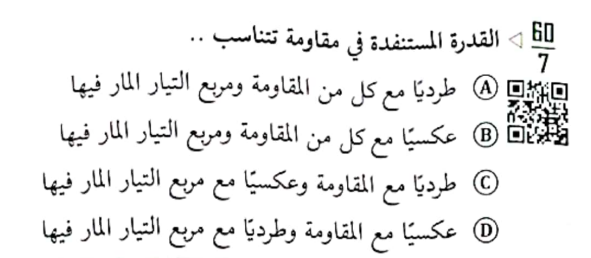 60
7
◁ القدرة المستنفدة في مقاومة تتناسب ..
A طرديًا مع كل من المقاومة ومربع التيار المار فيها
B عكسيًا مع كل من المقاومة ومربع التيار المار فيها
C طرديًا مع المقاومة وعكسيًا مع مربع التيار المار فيها
D عكسيًا مع المقاومة وطرديًا مع مربع التيار المار فيها